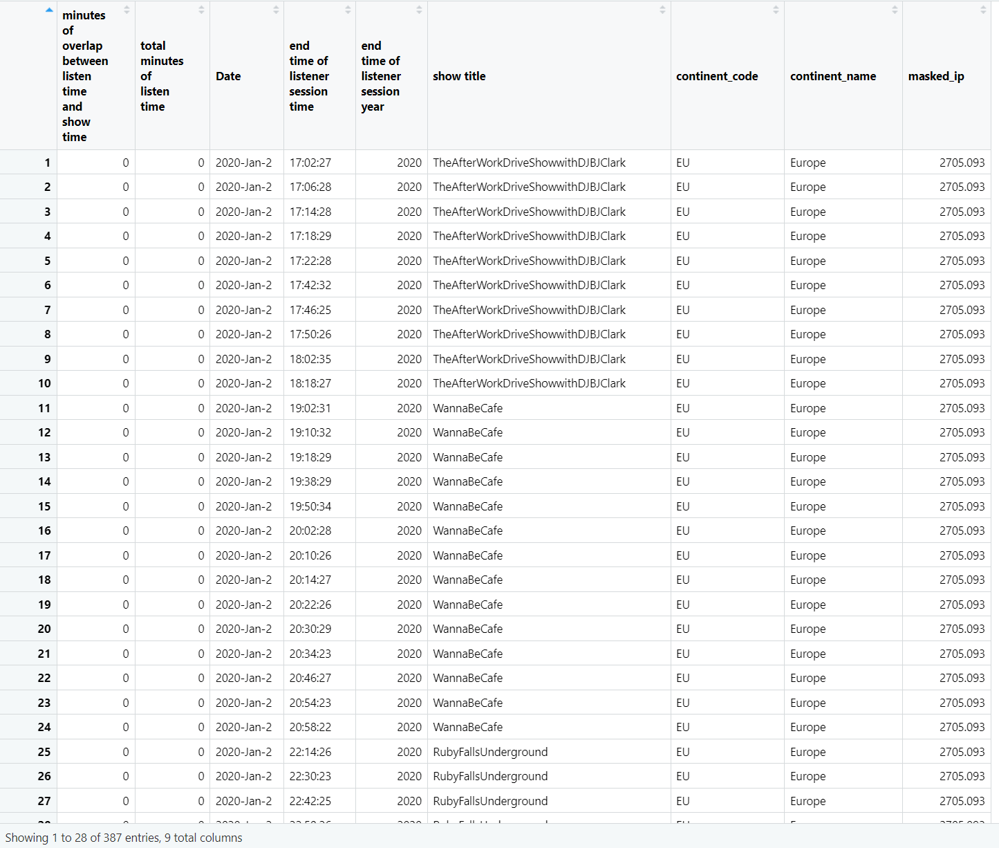 minutes of overlap between listen time and show time | total minutes of listen time | Date | end time of listener session time | end time of listener session year | show title | continent_code | continent_name | masked_ip
1 0 0 2020-Jan-2 17:02:27 2020 TheAfterWorkDriveShowwithDJBJClark EU Europe 2705.093
2 0 0 2020-Jan-2 17:06:28 2020 TheAfterWorkDriveShowwithDJBJClark EU Europe 2705.093
3 0 0 2020-Jan-2 17:14:28 2020 TheAfterWorkDriveShowwithDJBJClark EU Europe 2705.093
4 0 0 2020-Jan-2 17:18:29 2020 TheAfterWorkDriveShowwithDJBJClark EU Europe 2705.093
5 0 0 2020-Jan-2 17:22:28 2020 TheAfterWorkDriveShowwithDJBJClark EU Europe 2705.093
6 0 0 2020-Jan-2 17:42:32 2020 TheAfterWorkDriveShowwithDJBJClark EU Europe 2705.093
7 0 0 2020-Jan-2 17:46:25 2020 TheAfterWorkDriveShowwithDJBJClark EU Europe 2705.093
8 0 0 2020-Jan-2 17:50:26 2020 TheAfterWorkDriveShowwithDJBJClark EU Europe 2705.093
9 0 0 2020-Jan-2 18:02:35 2020 TheAfterWorkDriveShowwithDJBJClark EU Europe 2705.093
10 0 0 2020-Jan-2 18:18:27 2020 TheAfterWorkDriveShowwithDJBJClark EU Europe 2705.093
11 0 0 2020-Jan-2 19:02:31 2020 WannaBeCafe EU Europe 2705.093
12 0 0 2020-Jan-2 19:10:32 2020 WannaBeCafe EU Europe 2705.093
13 0 0 2020-Jan-2 19:18:29 2020 WannaBeCafe EU Europe 2705.093
14 0 0 2020-Jan-2 19:38:29 2020 WannaBeCafe EU Europe 2705.093
15 0 0 2020-Jan-2 19:50:34 2020 WannaBeCafe EU Europe 2705.093
16 0 0 2020-Jan-2 20:02:28 2020 WannaBeCafe EU Europe 2705.093
17 0 0 2020-Jan-2 20:10:26 2020 WannaBeCafe EU Europe 2705.093
18 0 0 2020-Jan-2 20:14:27 2020 WannaBeCafe EU Europe 2705.093
19 0 0 2020-Jan-2 20:22:26 2020 WannaBeCafe EU Europe 2705.093
20 0 0 2020-Jan-2 20:30:29 2020 WannaBeCafe EU Europe 2705.093
21 0 0 2020-Jan-2 20:34:23 2020 WannaBeCafe EU Europe 2705.093
22 0 0 2020-Jan-2 20:46:27 2020 WannaBeCafe EU Europe 2705.093
23 0 0 2020-Jan-2 20:54:23 2020 WannaBeCafe EU Europe 2705.093
24 0 0 2020-Jan-2 20:58:22 2020 WannaBeCafe EU Europe 2705.093
25 0 0 2020-Jan-2 22:14:26 2020 RubyFallsUnderground EU Europe 2705.093
26 0 0 2020-Jan-2 22:30:23 2020 RubyFallsUnderground EU Europe 2705.093
27 0 0 2020-Jan-2 22:42:25 2020 RubyFallsUnderground EU Europe 2705.093
Showing 1 to 28 of 387 entries, 9 total columns